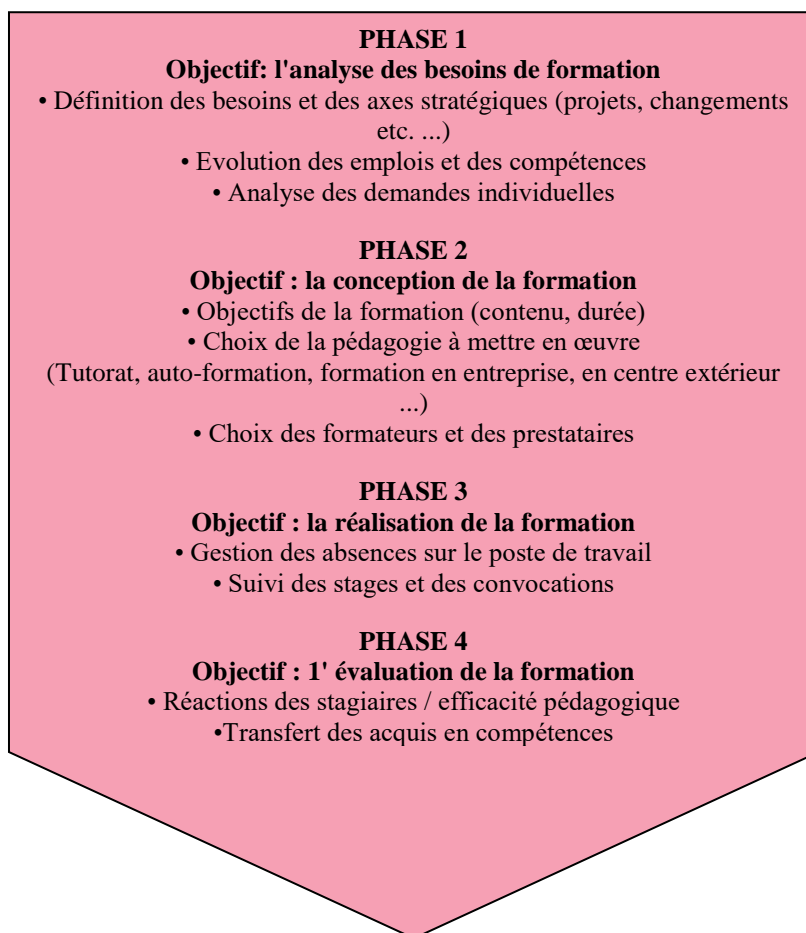 PHASE 1
Objectif: l'analyse des besoins de formation
• Définition des besoins et des axes stratégiques (projets, changements
etc. ...)
• Evolution des emplois et des compétences
• Analyse des demandes individuelles
PHASE 2
Objectif : la conception de la formation
• Objectifs de la formation (contenu, durée)
• Choix de la pédagogie à mettre en œuvre
(Tutorat, auto-formation, formation en entreprise, en centre extérieur
...)
• Choix des formateurs et des prestataires
PHASE 3
Objectif : la réalisation de la formation
• Gestion des absences sur le poste de travail
• Suivi des stages et des convocations
PHASE 4
Objectif : 1' évaluation de la formation
• Réactions des stagiaires / efficacité pédagogique
•Transfert des acquis en compétences